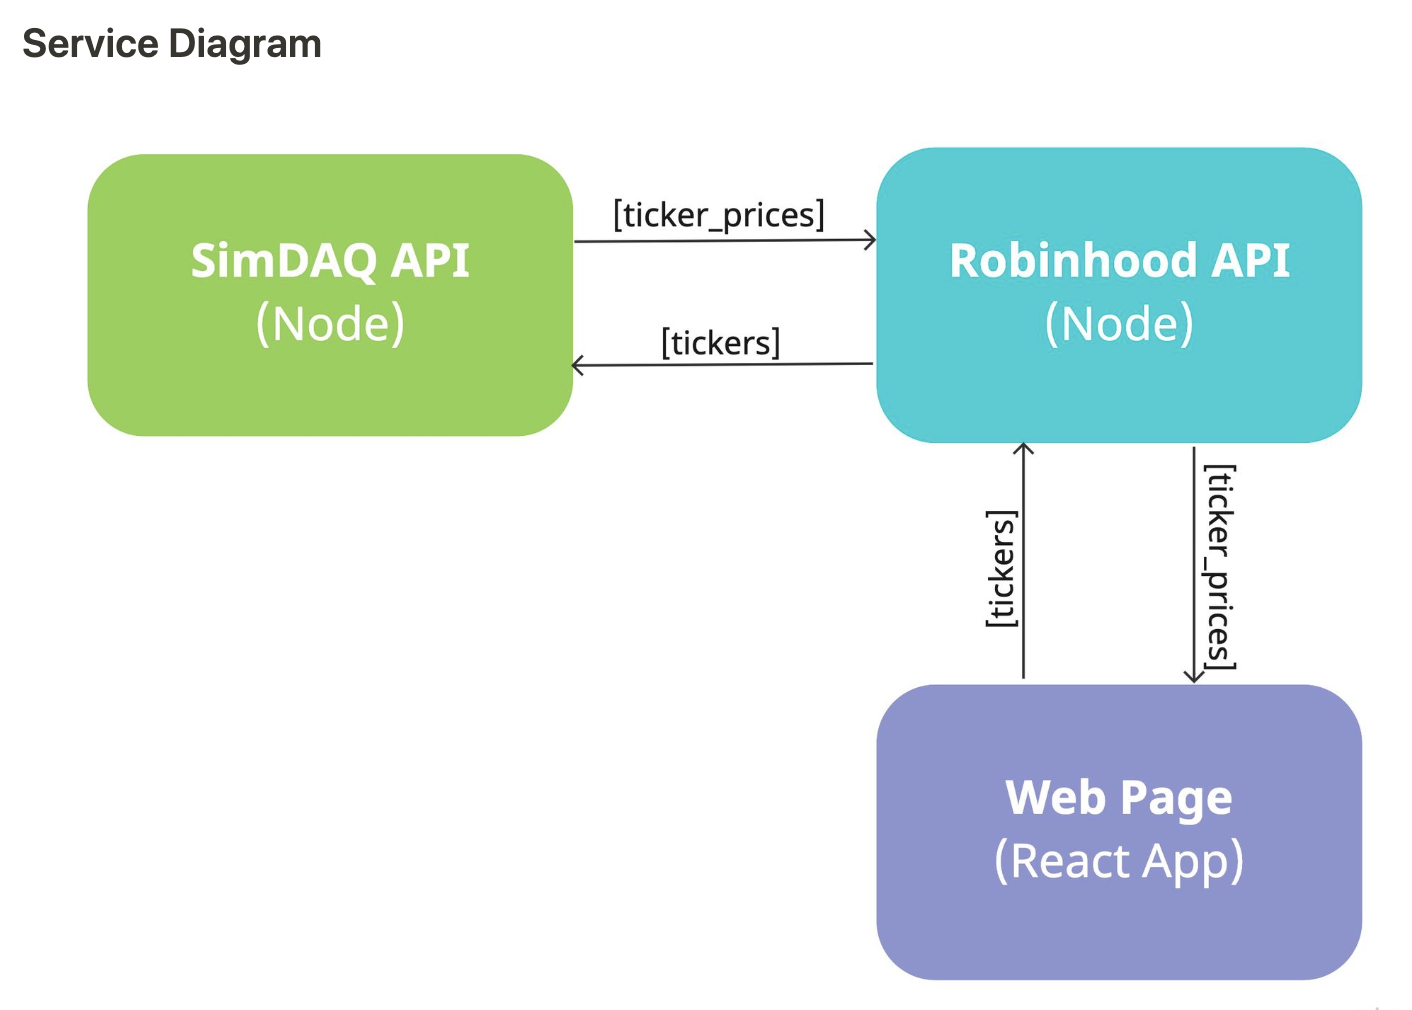 Service Diagram
SimDAQ API
(Node)
[ticker_prices]
[tickers]
Robinhood API
(Node)
[tickers]
[ticker_prices]
Web Page
(React App)